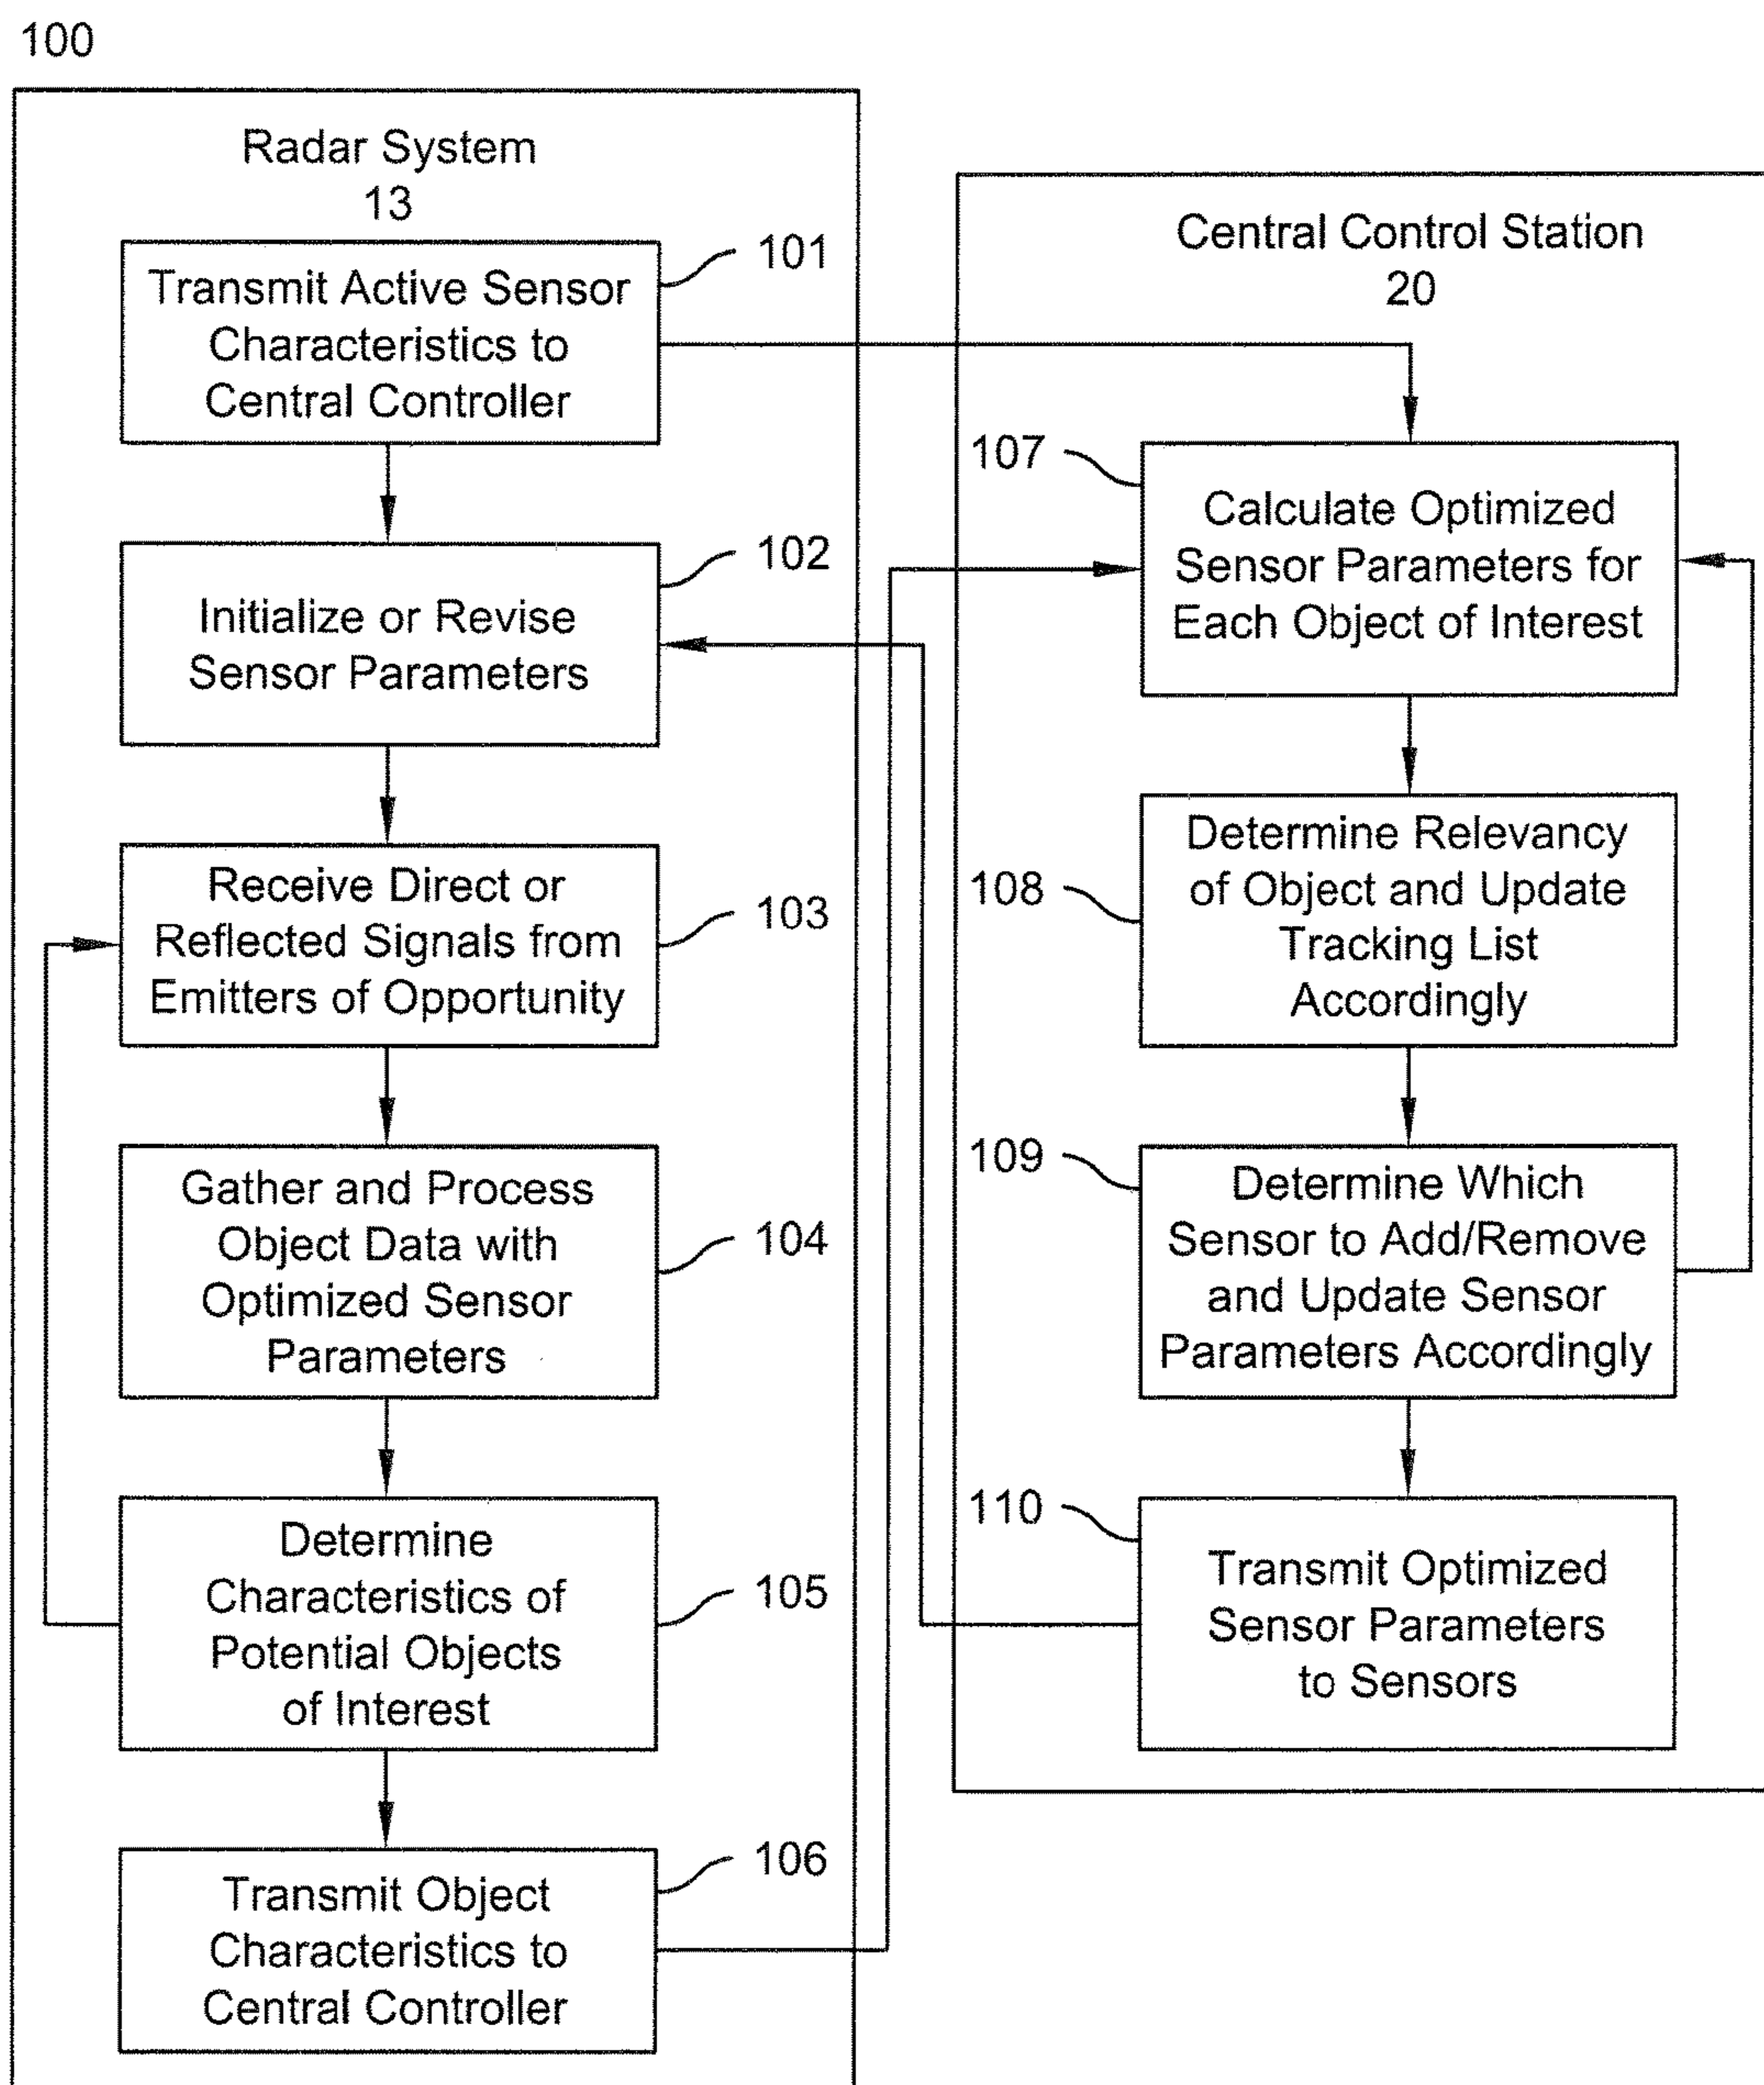 100
Radar System
13
Transmit Active Sensor
Characteristics to
Central Controller
101
Initialize or Revise
Sensor Parameters
102
Receive Direct or
Reflected Signals from
Emitters of Opportunity
103
Gather and Process
Object Data with
Optimized Sensor
Parameters
104
Determine
Characteristics of
Potential Objects
of Interest
105
Transmit Object
Characteristics to
Central Controller
106
Central Control Station
20
107
Calculate Optimized
Sensor Parameters for
Each Object of Interest
108
Determine Relevancy
of Object and Update
Tracking List
Accordingly
109
Determine Which
Sensor to Add/Remove
and Update Sensor
Parameters Accordingly
110
Transmit Optimized
Sensor Parameters
to Sensors